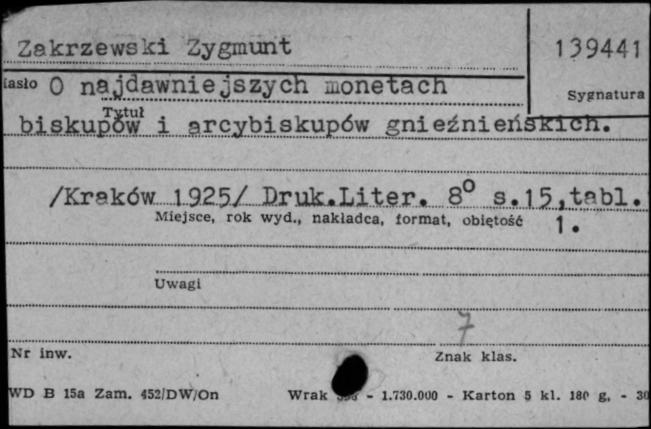 Zakrzewski Zygmunt
139441
Hasło O najdawniejszych monetach
Sygnatura
Tytuł
biskupów i arcybiskupów gnieźnieńskich.
/Kraków 1925/ Druk.Liter. 8° s.15,tabl.
Miejsce, rok wyd., nakładca, format, objętość
1.
Uwagi
7
Nr inw.
Znak klas.
WD B 15a Zam. 452/DW/On Wrak - 1.730.000 - Karton 5 kl. 180 g, - 30